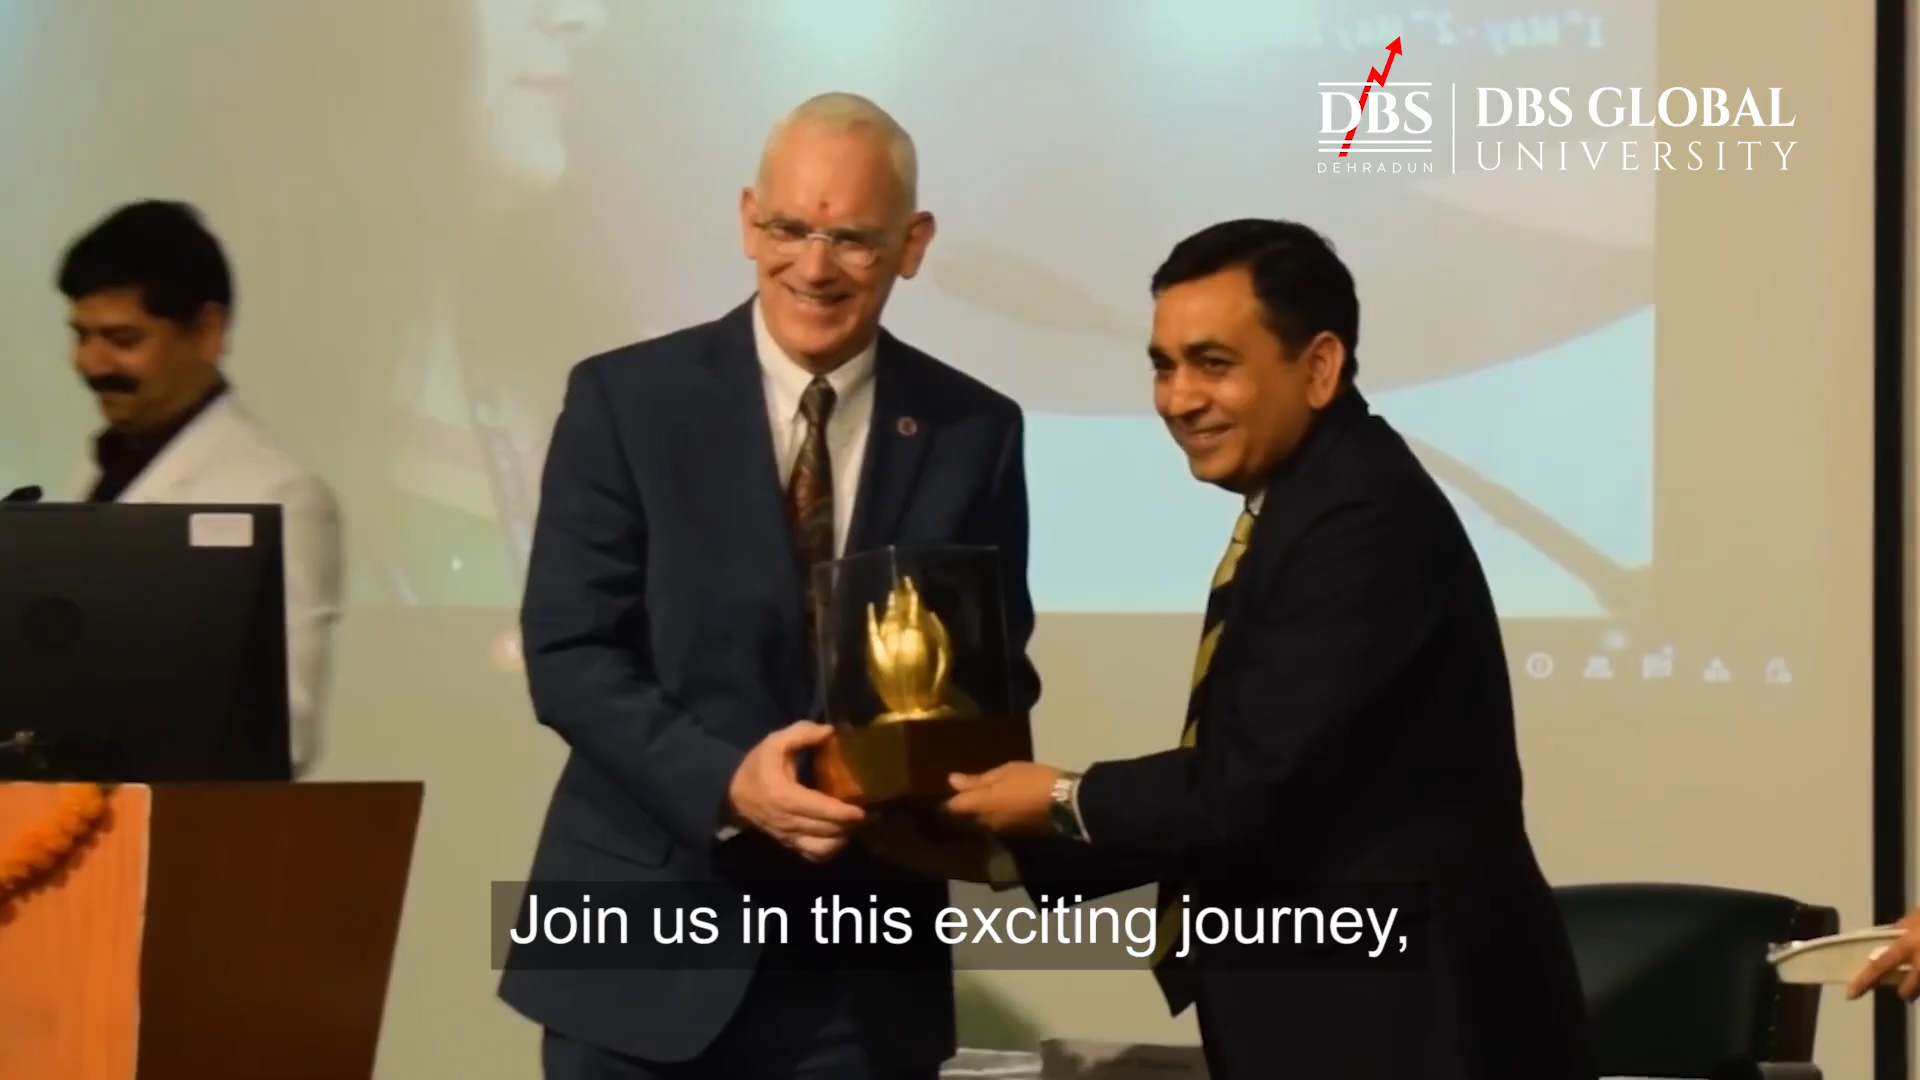 DBS
DEHRADUN
DBS GLOBAL
UNIVERSITY
Join us in this exciting journey,